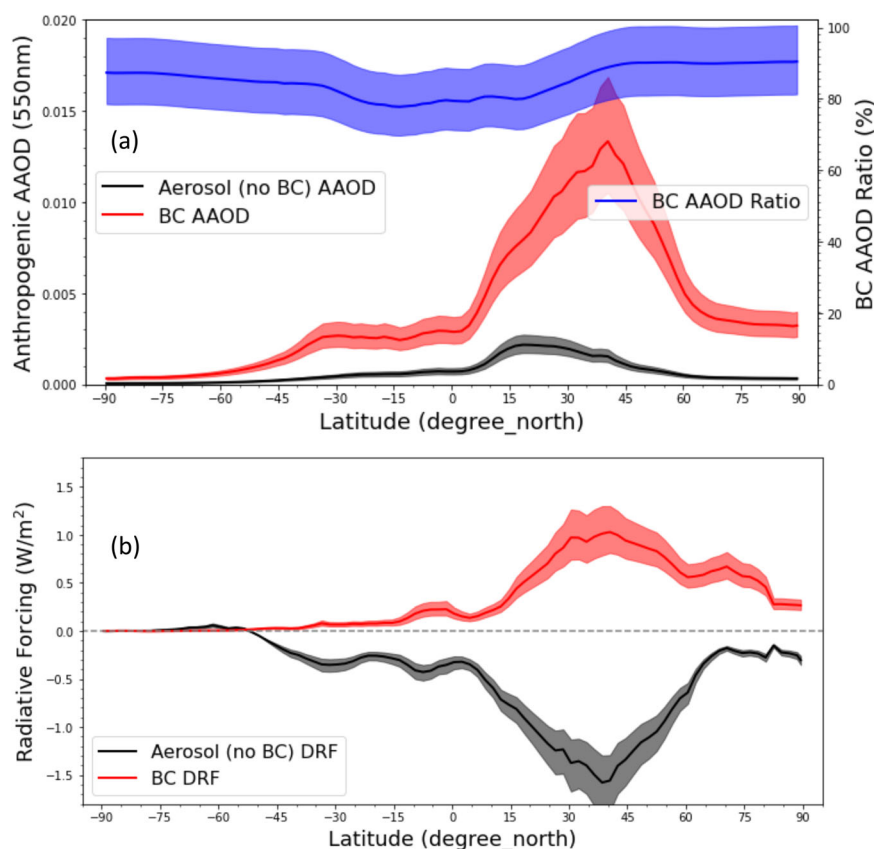 0.020
0.015
0.010
0.005
0.000
Anthropogenic AAOD (550nm)
(a)
Aerosol (no BC) AAOD
BC AAOD
BC AAOD Ratio
100
80
60
40
20
0
BC AAOD Ratio (%)
−90 −75 −60 −45 −30 −15 0 15 30 45 60 75 90
Latitude (degree_north)
1.5
1.0
0.5
0.0
−0.5
−1.0
−1.5
Radiative Forcing (W/m²)
(b)
Aerosol (no BC) DRF
BC DRF
−90 −75 −60 −45 −30 −15 0 15 30 45 60 75 90
Latitude (degree_north)